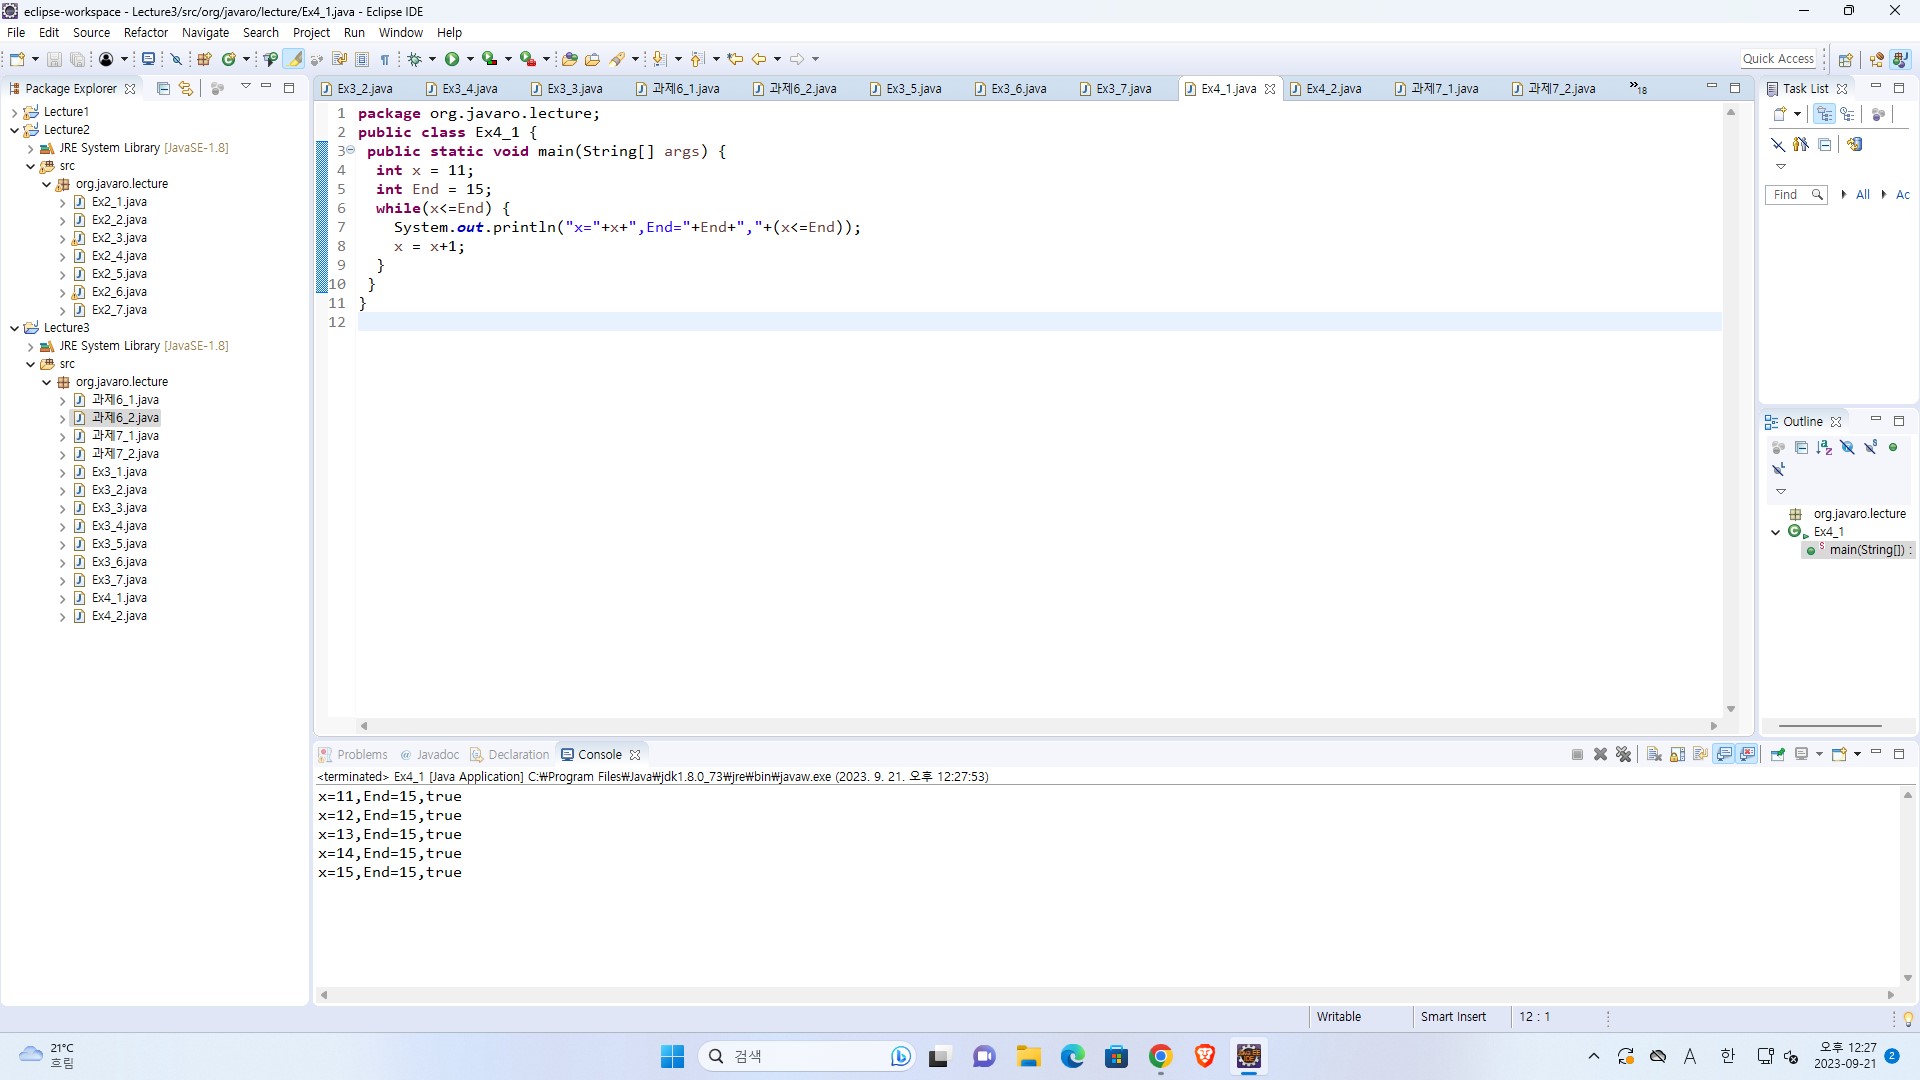 eclipse-workspace - Lecture3/src/org/javaro/lecture/Ex4_1.java - Eclipse IDE
File Edit Source Refactor Navigate Search Project Run Window Help
Quick Access
Package Explorer
Lecture1
Lecture2
JRE System Library [JavaSE-1.8]
src
org.javaro.lecture
Ex2_1.java
Ex2_2.java
Ex2_3.java
Ex2_4.java
Ex2_5.java
Ex2_6.java
Ex2_7.java
Lecture3
JRE System Library [JavaSE-1.8]
src
org.javaro.lecture
과제6_1.java
과제6_2.java
과제7_1.java
과제7_2.java
Ex3_1.java
Ex3_2.java
Ex3_3.java
Ex3_4.java
Ex3_5.java
Ex3_6.java
Ex3_7.java
Ex4_1.java
Ex4_2.java
Ex3_2.java Ex3_4.java Ex3_3.java 과제6_1.java 과제6_2.java Ex3_5.java Ex3_6.java Ex3_7.java Ex4_1.java Ex4_2.java 과제7_1.java 과제7_2.java »18
1 package org.javaro.lecture;
2 public class Ex4_1 {
3 public static void main(String[] args) {
4 int x = 11;
5 int End = 15;
6 while(x<=End) {
7 System.out.println("x="+x+",End="+End+","+(x<=End));
8 x = x+1;
9 }
10 }
11 }
12
Task List
Find All Ac
Outline
org.javaro.lecture
Ex4_1
main(String[]) :
Problems @ Javadoc Declaration Console
<terminated> Ex4_1 [Java Application] C:₩Program Files₩Java₩jdk1.8.0_73₩jre₩bin₩javaw.exe (2023. 9. 21. 오후 12:27:53)
x=11,End=15,true
x=12,End=15,true
x=13,End=15,true
x=14,End=15,true
x=15,End=15,true
Writable Smart Insert 12 : 1
21°C
흐림
검색
A 한
오후 12:27
2023-09-21
2